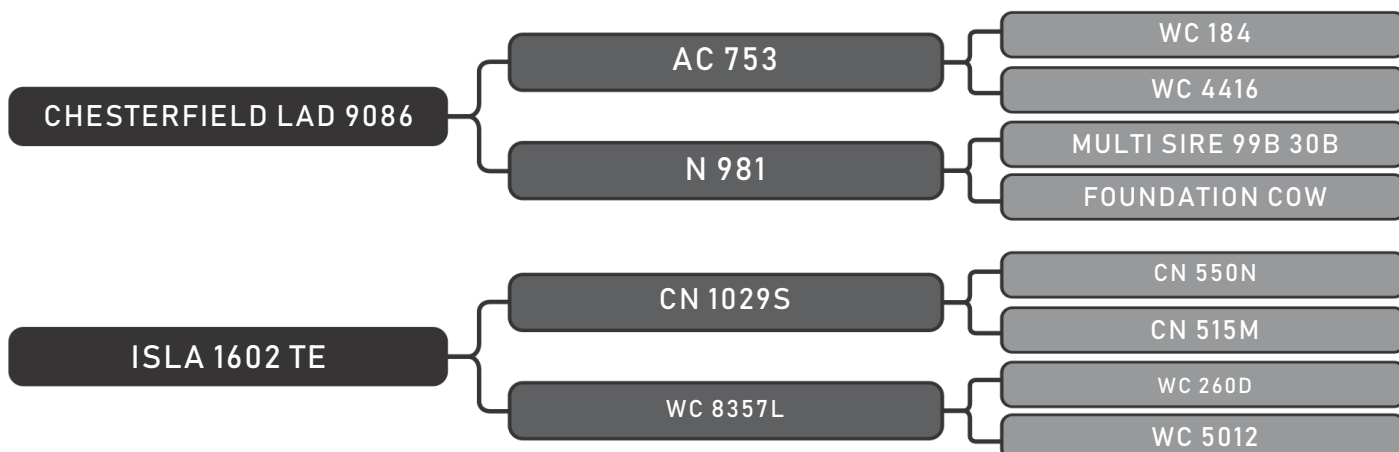 WC 184
AC 753
WC 4416
CHESTERFIELD LAD 9086
MULTI SIRE 99B 30B
N 981
FOUNDATION COW
CN 550N
CN 1029S
CN 515M
ISLA 1602 TE
WC 260D
WC 8357L
WC 5012